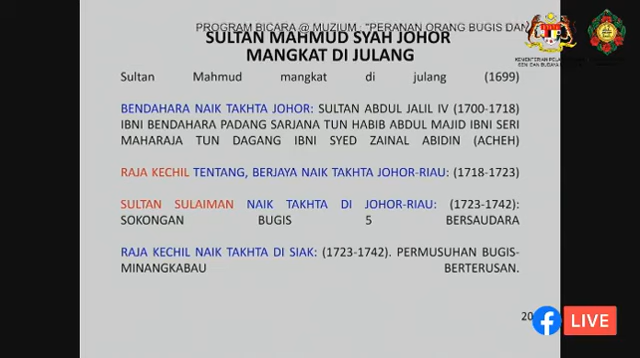 PROGRAM BICARA @ MUZIUM : "PERANAN ORANG BUGIS DAN
SULTAN MAHMUD SYAH JOHOR
MANGKAT DI JULANG
Sultan Mahmud mangkat di julang (1699)
BENDAHARA NAIK TAKHTA JOHOR: SULTAN ABDUL JALIL IV (1700-1718)
IBNI BENDAHARA PADANG SARJANA TUN HABIB ABDUL MAJID IBNI SERI
MAHARAJA TUN DAGANG IBNI SYED ZAINAL ABIDIN (ACHEH)
RAJA KECHIL TENTANG, BERJAYA NAIK TAKHTA JOHOR-RIAU: (1718-1723)
SULTAN SULAIMAN NAIK TAKHTA DI JOHOR-RIAU: (1723-1742):
SOKONGAN BUGIS 5 BERSAUDARA
RAJA KECHIL NAIK TAKHTA DI SIAK: (1723-1742). PERMUSUHAN BUGIS-
MINANGKABAU BERTERUSAN.
20
LIVE